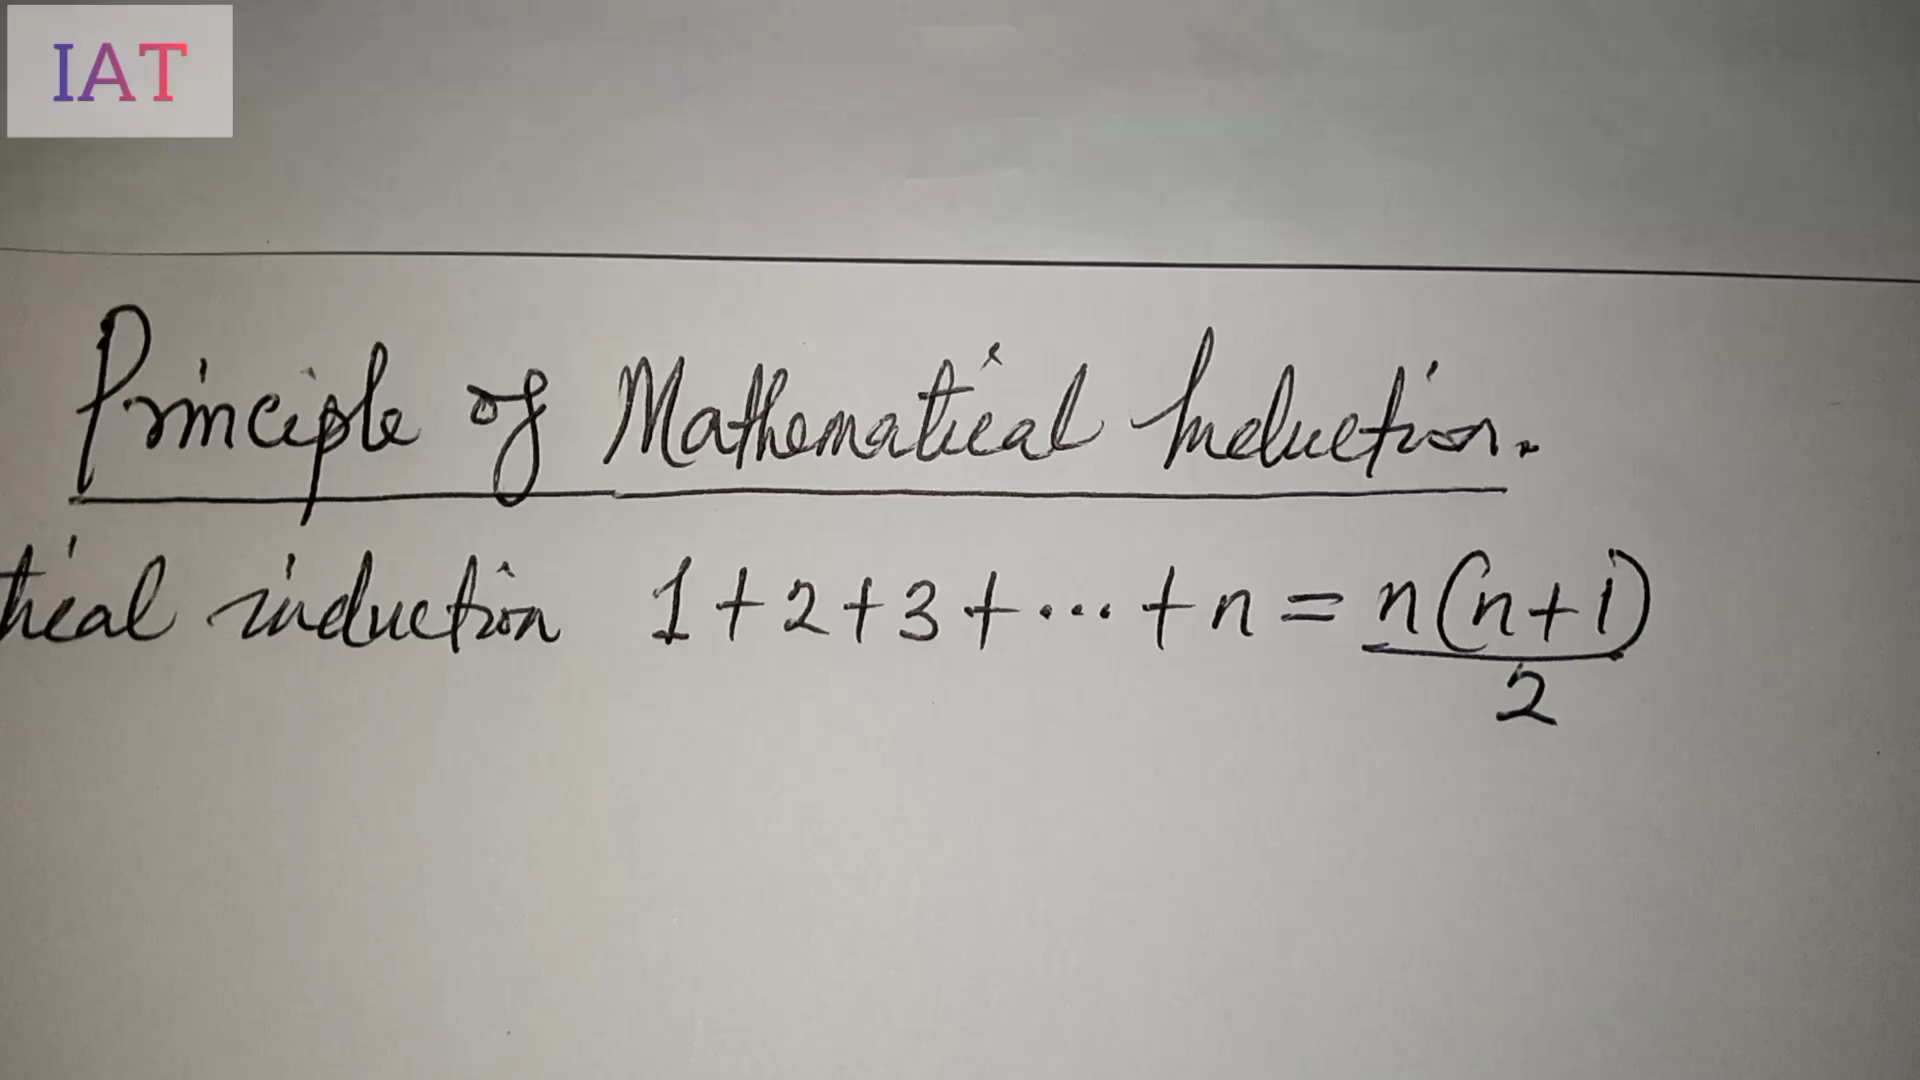 IAT
Principle of Mathematical Induction.
tical induction 1+2+3+...+n = n(n+1)
2